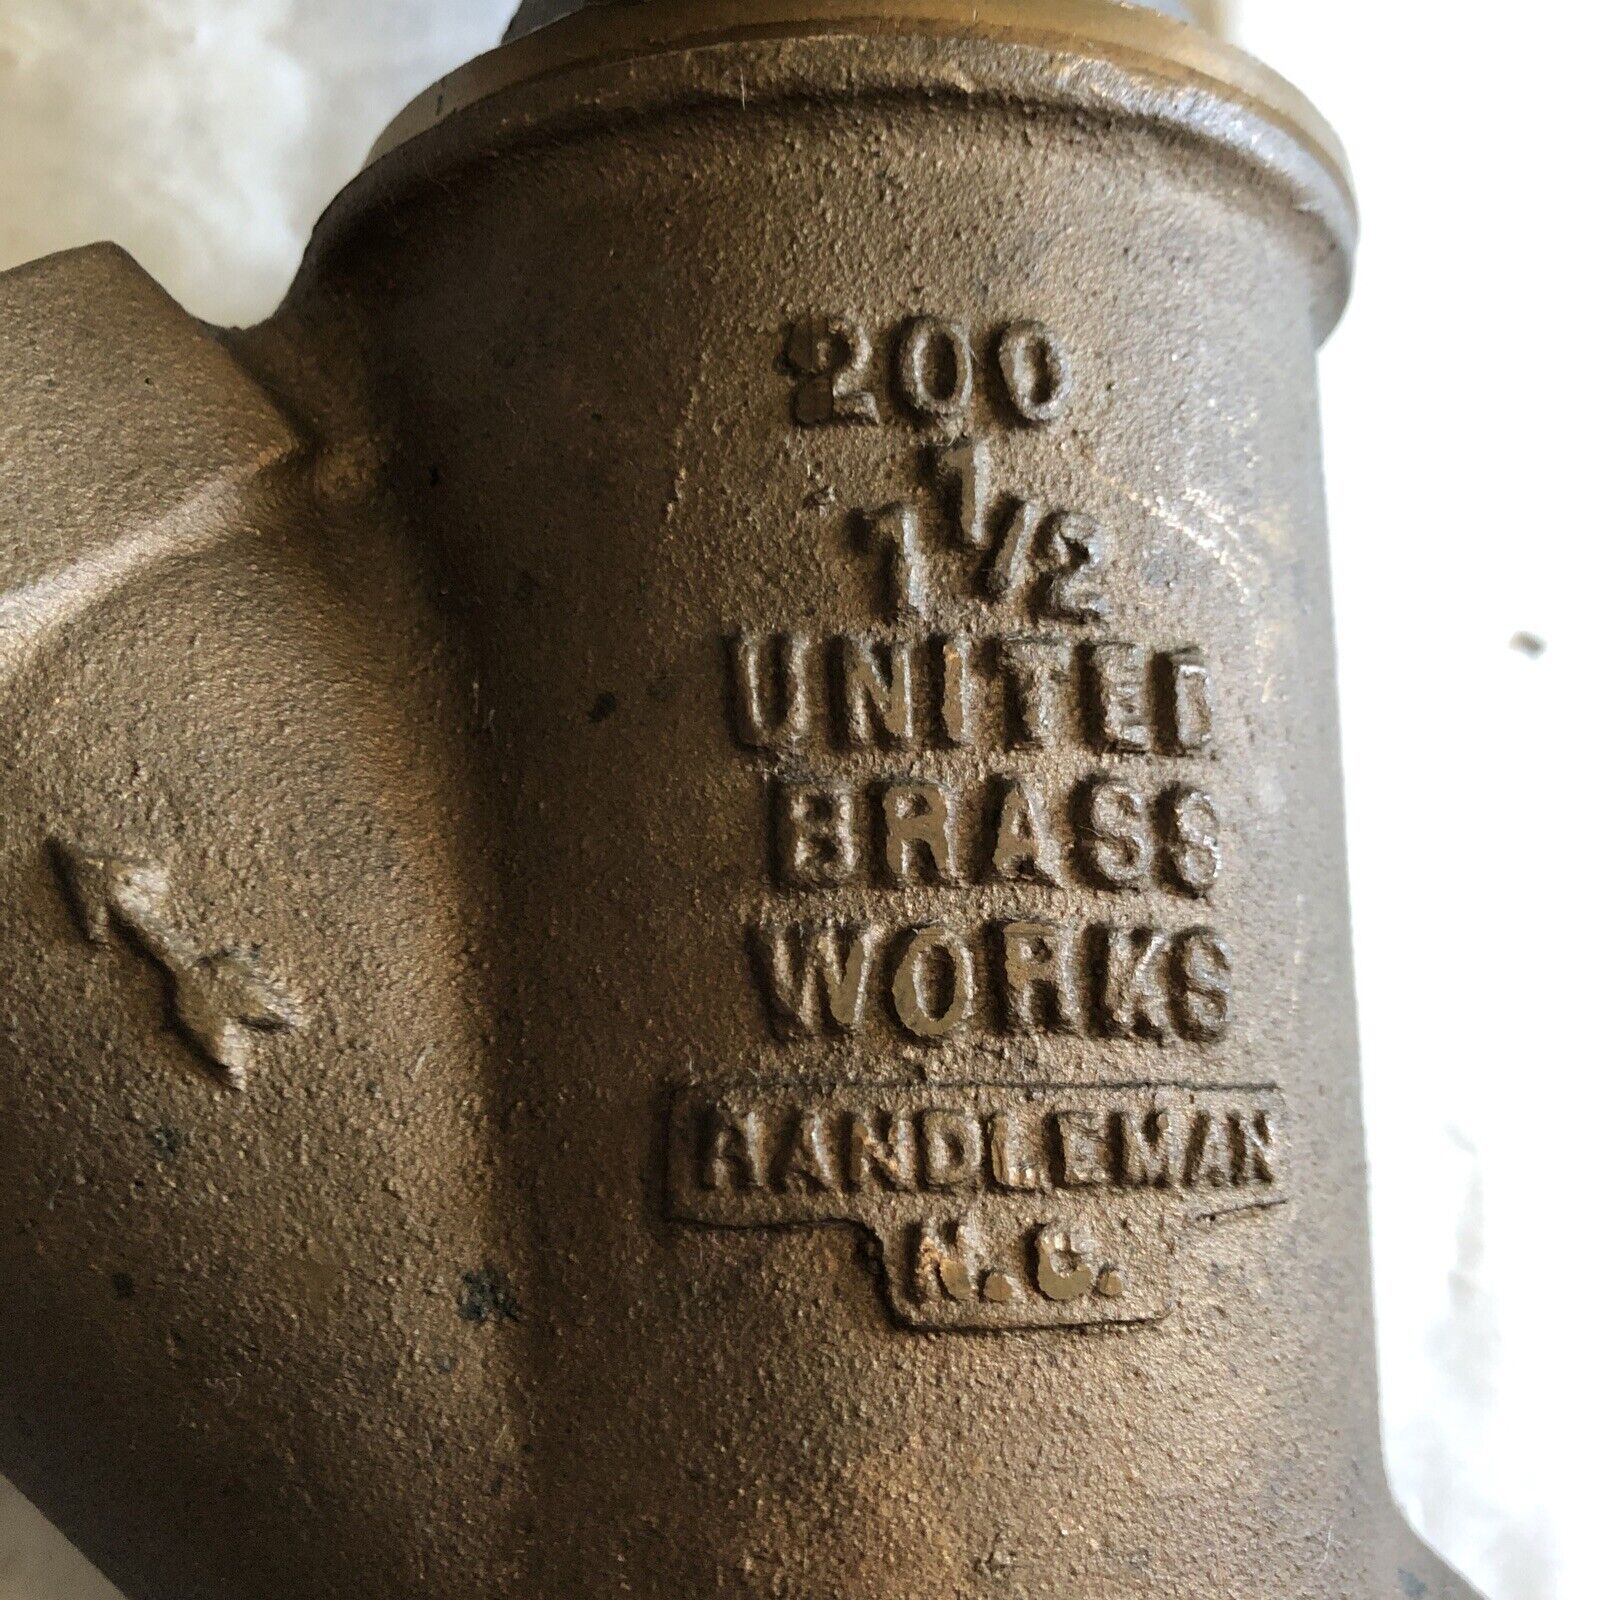 200
1 1/2
UNITED
BRASS
WORKS
RANDLEMAN
N.C.